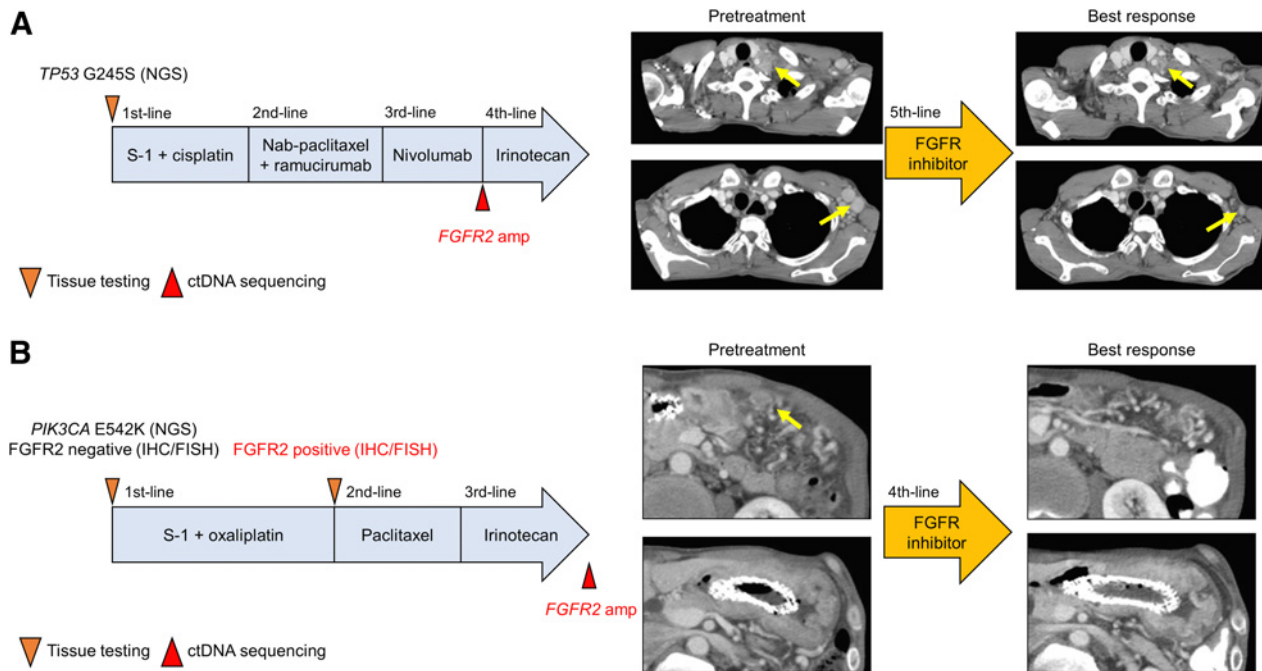 A
Pretreatment
Best response
TP53 G245S (NGS)
1st-line
2nd-line
3rd-line
4th-line
S-1 + cisplatin
Nab-paclitaxel
+ ramucirumab
Nivolumab
Irinotecan
FGFR2 amp
5th-line
FGFR
inhibitor
Tissue testing
ctDNA sequencing
B
Pretreatment
Best response
PIK3CA E542K (NGS)
FGFR2 negative (IHC/FISH)
FGFR2 positive (IHC/FISH)
1st-line
2nd-line
3rd-line
S-1 + oxaliplatin
Paclitaxel
Irinotecan
FGFR2 amp
4th-line
FGFR
inhibitor
Tissue testing
ctDNA sequencing